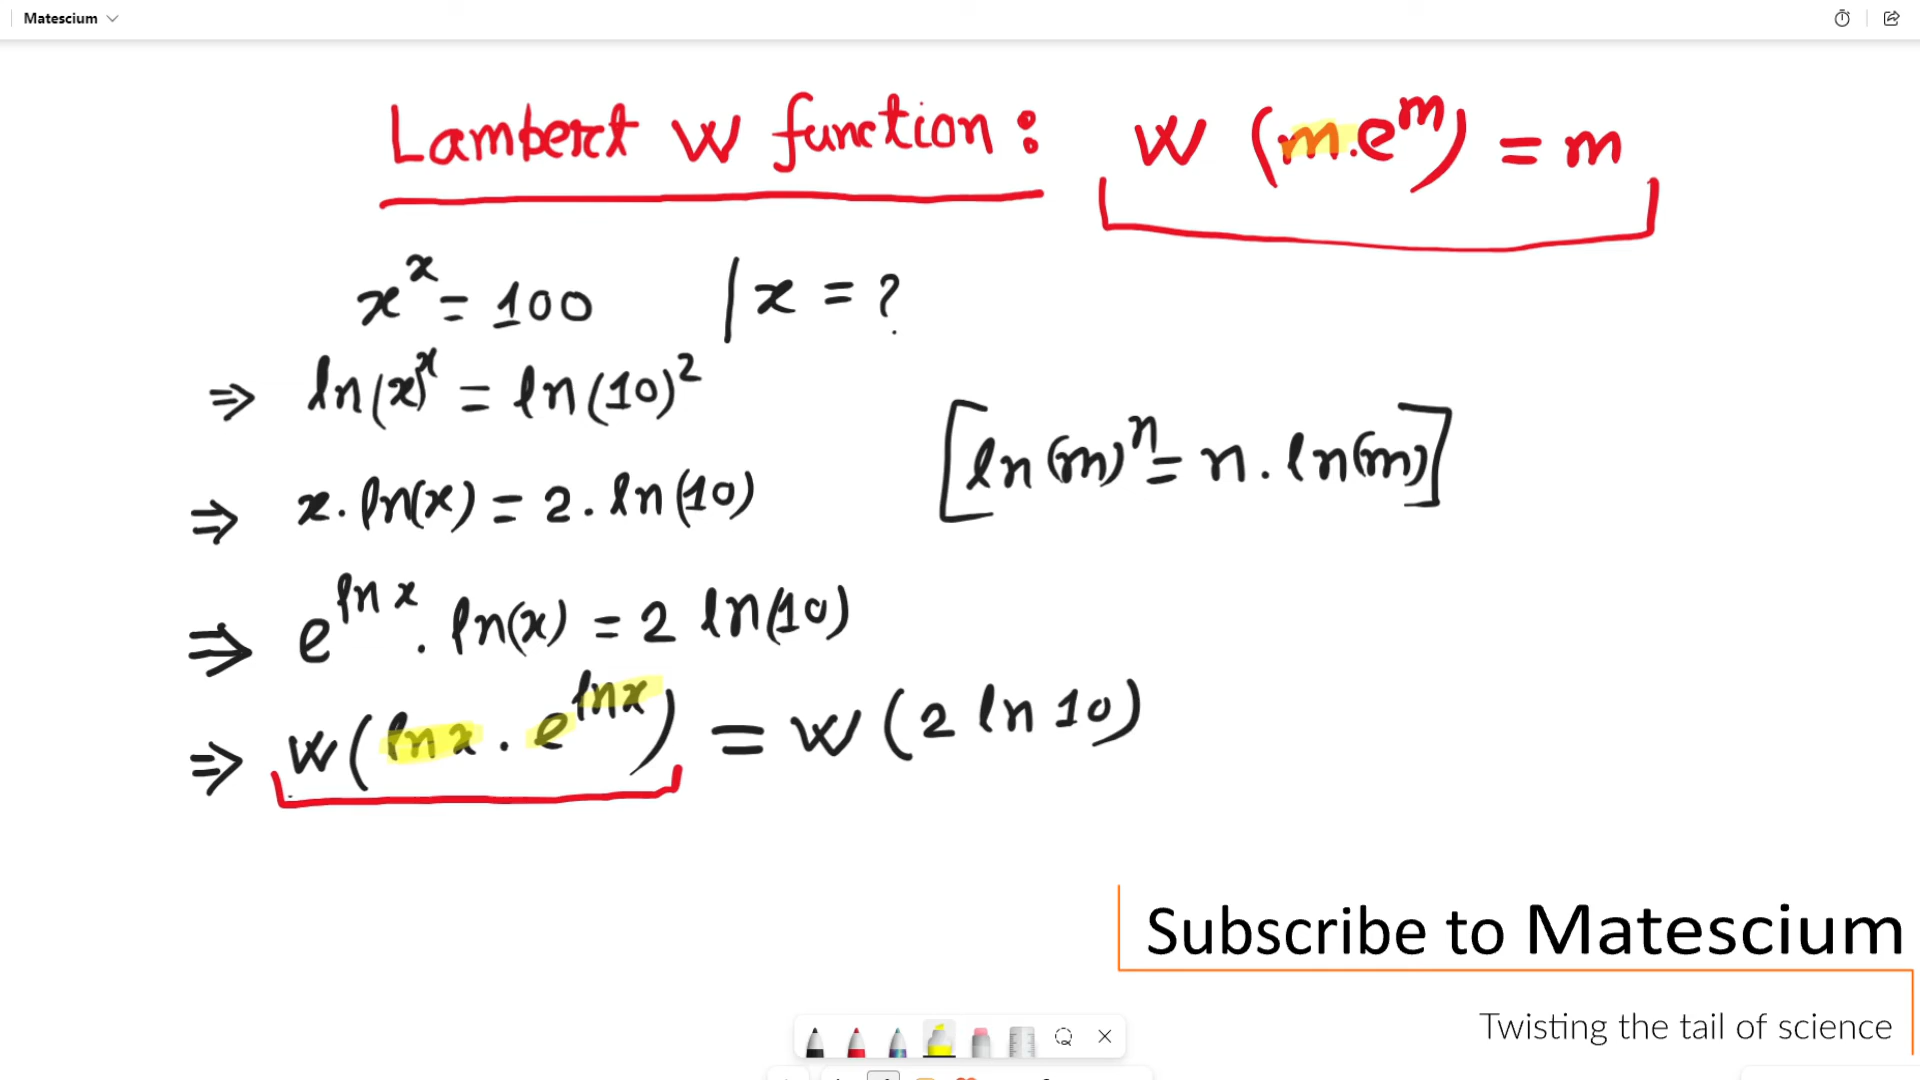 Matescium
Lambert W function : W (m.e^m) = m
x^x = 100 | x = ?
⇒ ln(x)^x = ln(10)^2
[ln(m)^n = n . ln(m)]
⇒ x . ln(x) = 2 . ln(10)
⇒ e^ln x . ln(x) = 2 ln(10)
⇒ W(ln x . e^ln x) = W (2 ln 10)
Subscribe to Matescium
Twisting the tail of science